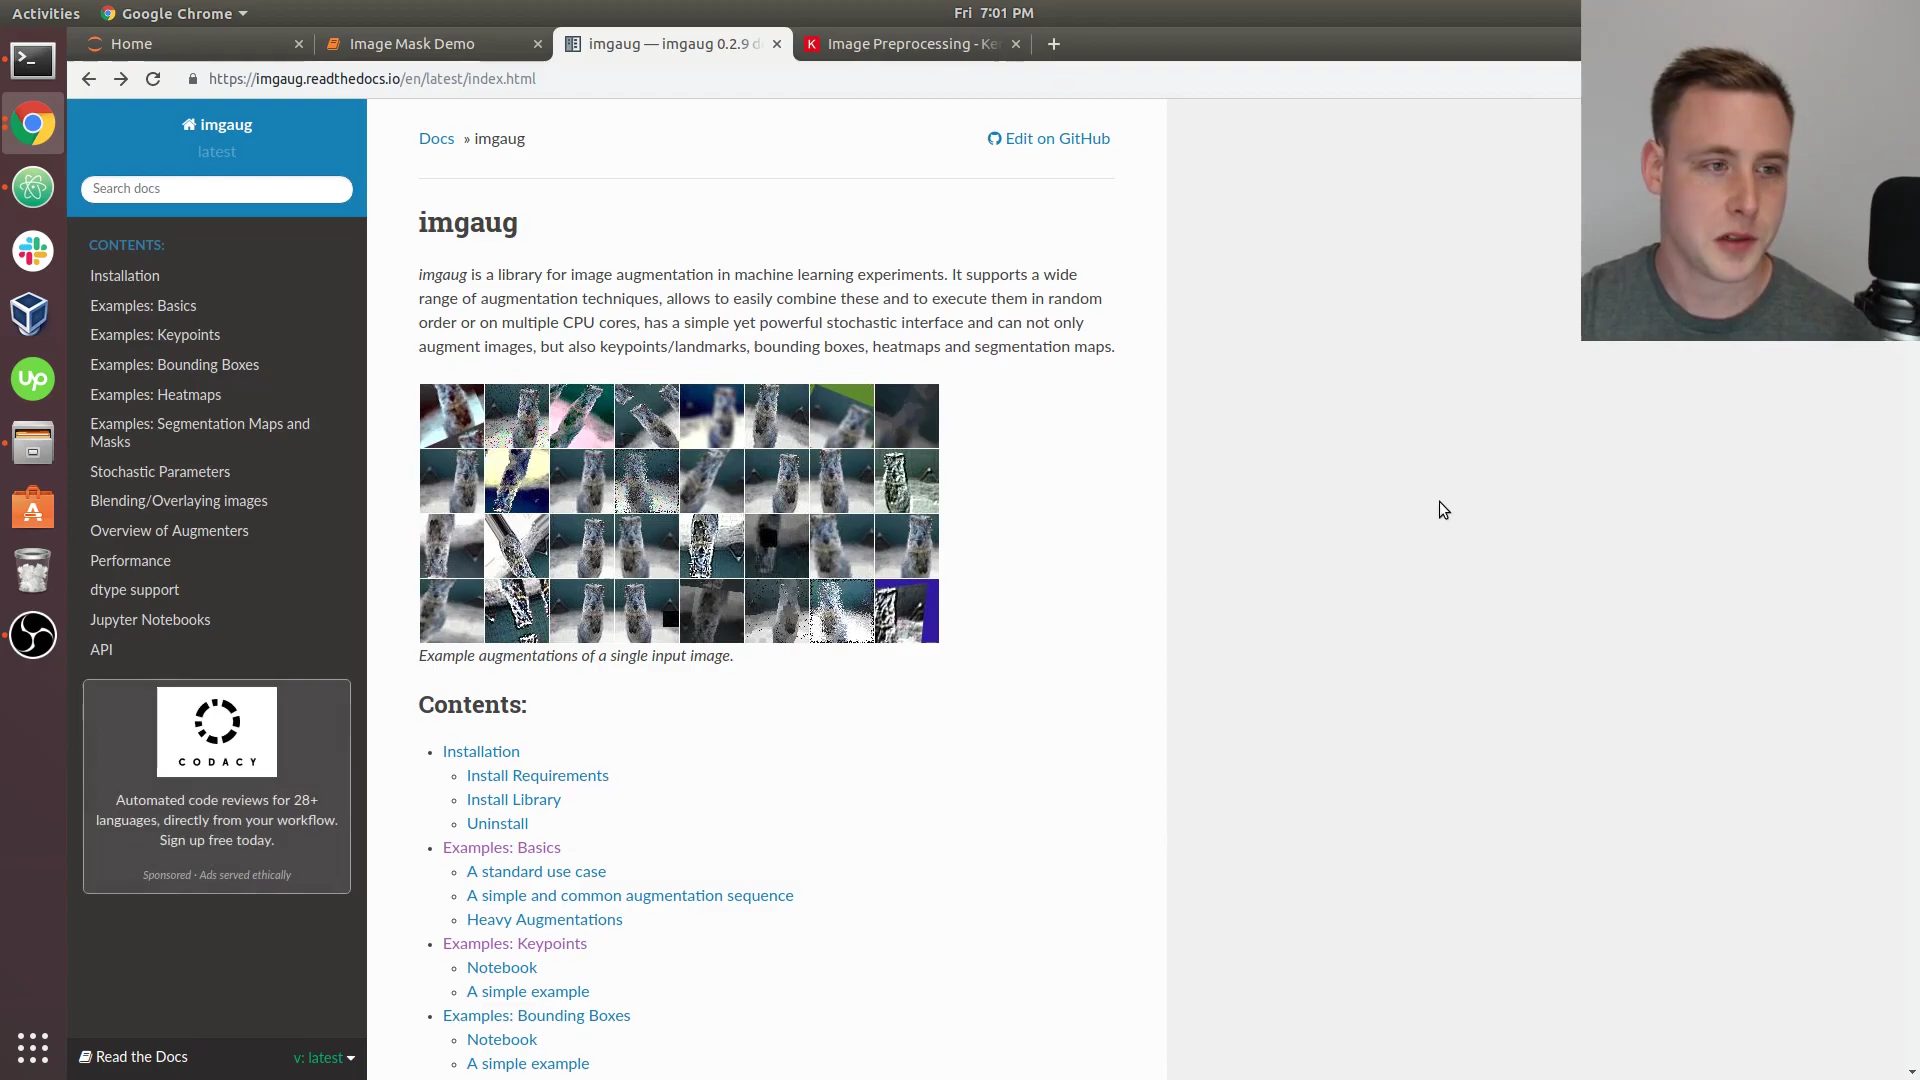 Activities
Google Chrome
Fri 7:01 PM
Home
Image Mask Demo
imgaug — imgaug 0.2.9 d
Image Preprocessing - Ke
https://imgaug.readthedocs.io/en/latest/index.html
imgaug
latest
Search docs
CONTENTS:
Installation
Examples: Basics
Examples: Keypoints
Examples: Bounding Boxes
Examples: Heatmaps
Examples: Segmentation Maps and
Masks
Stochastic Parameters
Blending/Overlaying images
Overview of Augmenters
Performance
dtype support
Jupyter Notebooks
API
CODACY
Automated code reviews for 28+
languages, directly from your workflow.
Sign up free today.
Sponsored · Ads served ethically
Read the Docs
v: latest
Docs » imgaug
Edit on GitHub
imgaug
imgaug is a library for image augmentation in machine learning experiments. It supports a wide
range of augmentation techniques, allows to easily combine these and to execute them in random
order or on multiple CPU cores, has a simple yet powerful stochastic interface and can not only
augment images, but also keypoints/landmarks, bounding boxes, heatmaps and segmentation maps.
Example augmentations of a single input image.
Contents:
Installation
Install Requirements
Install Library
Uninstall
Examples: Basics
A standard use case
A simple and common augmentation sequence
Heavy Augmentations
Examples: Keypoints
Notebook
A simple example
Examples: Bounding Boxes
Notebook
A simple example
Up